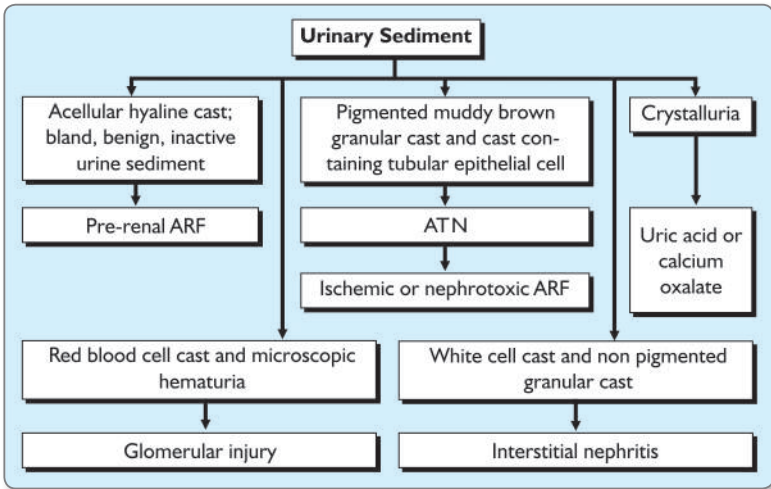 Urinary Sediment
Acellular hyaline cast;
bland, benign, inactive
urine sediment
Pigmented muddy brown
granular cast and cast con-
taining tubular epithelial cell
Crystalluria
Pre-renal ARF
ATN
Uric acid or
calcium
oxalate
Ischemic or nephrotoxic ARF
Red blood cell cast and microscopic
hematuria
White cell cast and non pigmented
granular cast
Glomerular injury
Interstitial nephritis